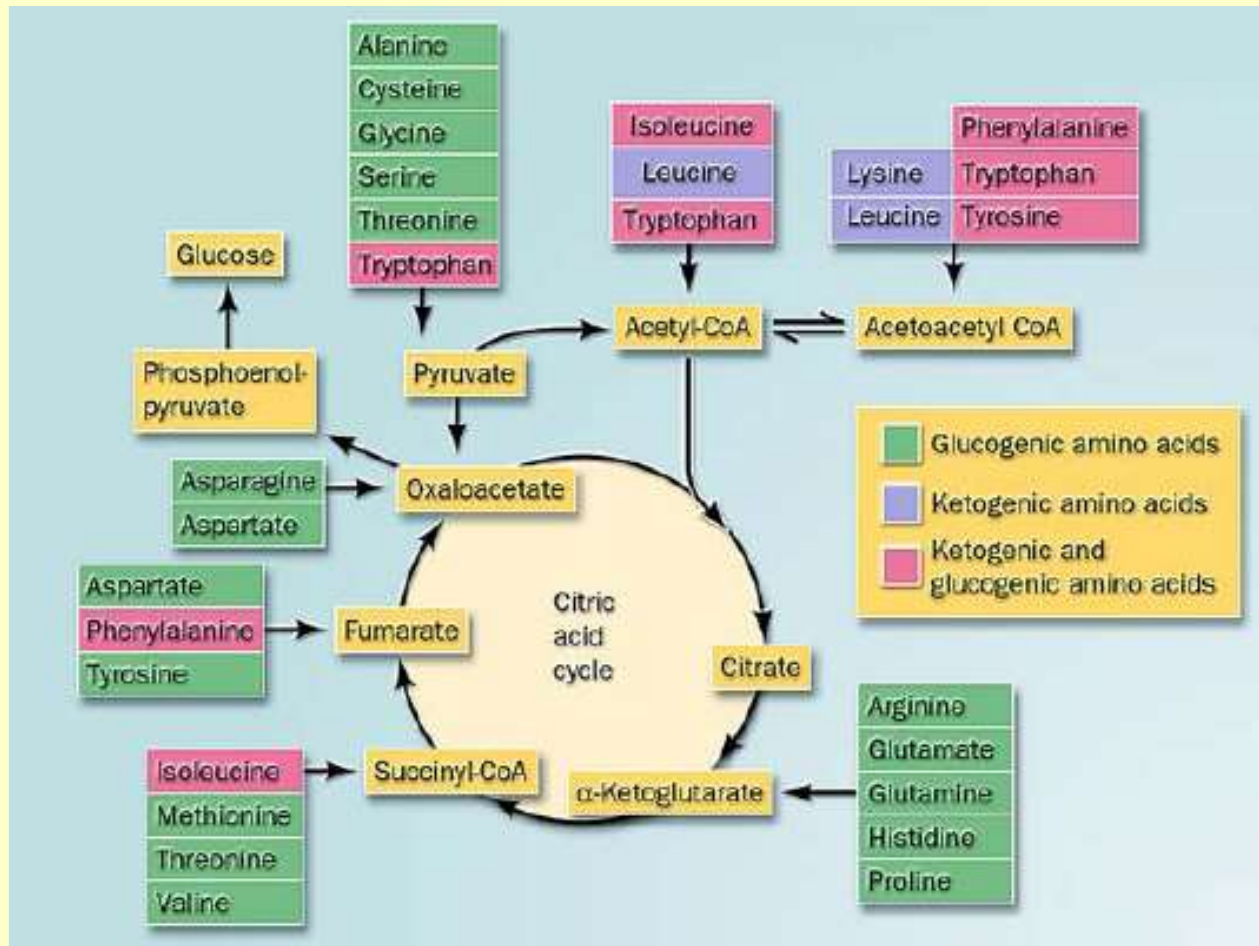 Alanine
Cysteine
Glycine
Serine
Threonine
Tryptophan
Isoleucine
Leucine
Tryptophan
Phenylalanine
Lysine Tryptophan
Leucine Tyrosine
Glucose
Phosphoenol-
pyruvate
Pyruvate
Acetyl-CoA
Acetoacetyl CoA
Glucogenic amino acids
Ketogenic amino acids
Ketogenic and
glucogenic amino acids
Asparagine
Aspartate
Oxaloacetate
Aspartate
Phenylalanine
Tyrosine
Fumarate
Citric
acid
cycle
Citrate
Isoleucine
Methionine
Threonine
Valine
Succinyl-CoA
α-Ketoglutarate
Arginine
Glutamate
Glutamine
Histidine
Proline